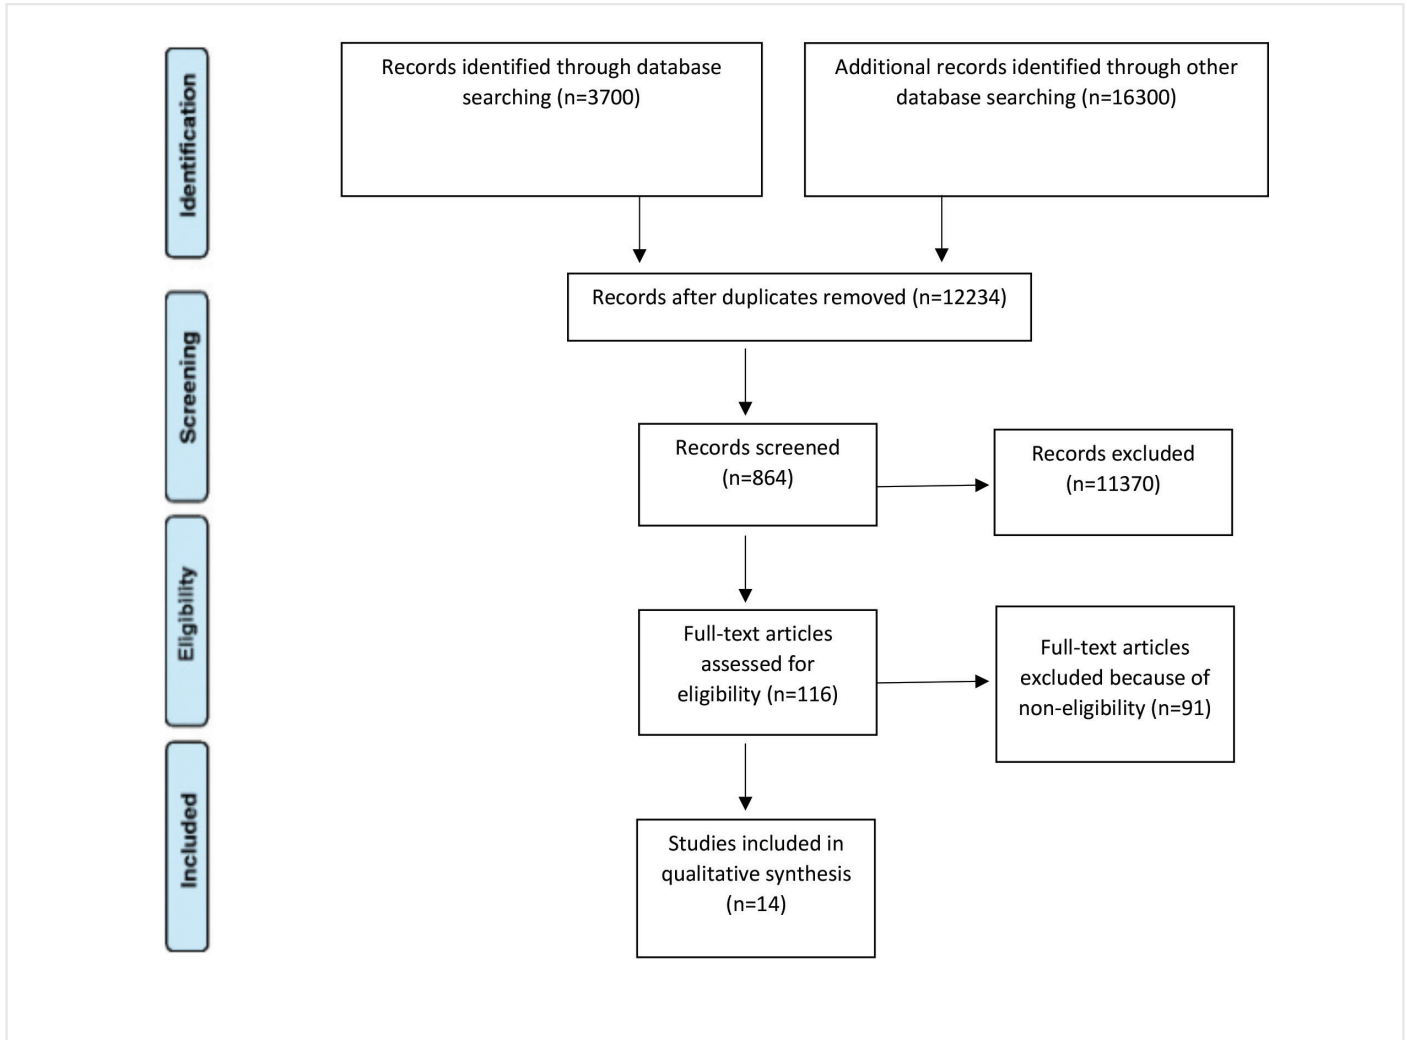 Identification
Records identified through database
searching (n=3700)
Additional records identified through other
database searching (n=16300)
Records after duplicates removed (n=12234)
Screening
Records screened
(n=864)
Records excluded
(n=11370)
Eligibility
Full-text articles
assessed for
eligibility (n=116)
Full-text articles
excluded because of
non-eligibility (n=91)
Included
Studies included in
qualitative synthesis
(n=14)